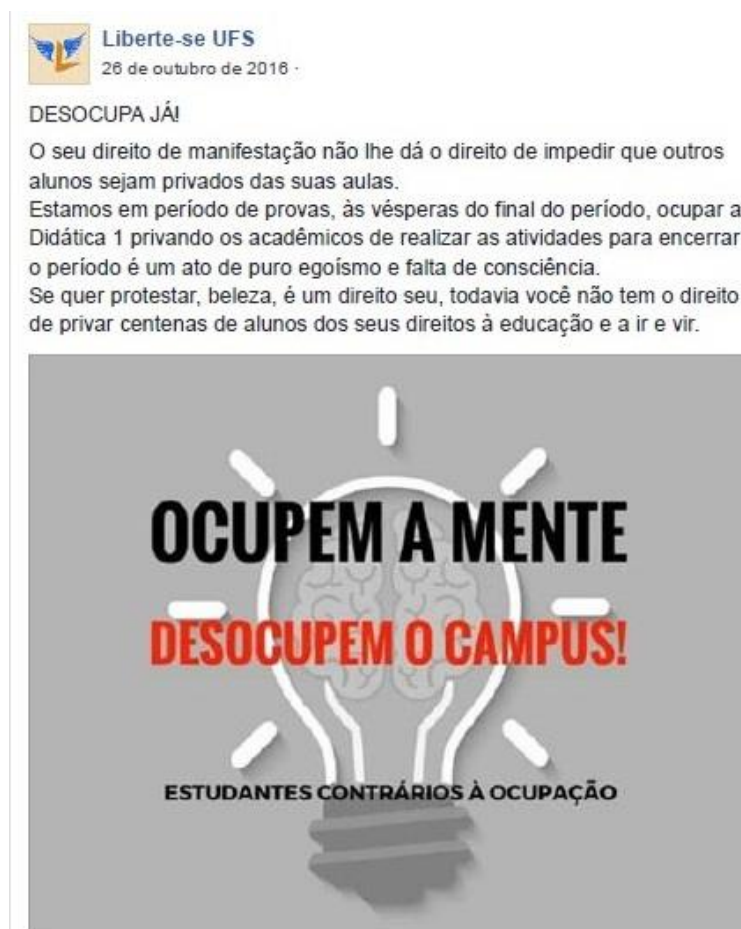 Liberte-se UFS
26 de outubro de 2016 ·
DESOCUPA JÁ!
O seu direito de manifestação não lhe dá o direito de impedir que outros
alunos sejam privados das suas aulas.
Estamos em período de provas, às vésperas do final do período, ocupar a
Didática 1 privando os acadêmicos de realizar as atividades para encerrar
o período é um ato de puro egoísmo e falta de consciência.
Se quer protestar, beleza, é um direito seu, todavia você não tem o direito
de privar centenas de alunos dos seus direitos à educação e a ir e vir.
OCUPEM A MENTE
DESOCUPEM O CAMPUS!
ESTUDANTES CONTRÁRIOS À OCUPAÇÃO